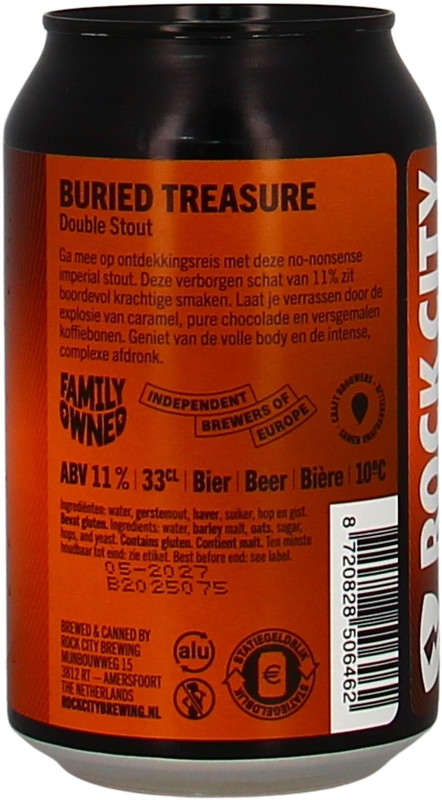 BURIED TREASURE
Double Stout
Ga mee op ontdekkingsreis met deze no-nonsense
imperial stout. Deze verborgen schat van 11% zit
boordevol krachtige smaken. Laat je verrassen door de
explosie van caramel, pure chocolade en versgemalen
koffiebonen. Geniet van de volle body en de intense,
complexe afdronk.
FAMILY
OWNED
INDEPENDENT
BREWERS OF
EUROPE
CRAFT BROUWERS
ABV 11% | 33CL | Bier | Beer | Bière | 10ºC
Ingrediënten: water, gerstemout, haver, suiker, hop en gist.
Bevat gluten. Ingredients: water, barley malt, oats, sugar,
hops, and yeast. Contains gluten. Contient malt. Ten minste
houdbaar tot eind: zie etiket. Best before end: see label.
05-2027
B2025075
BREWED & CANNED BY
ROCK CITY BREWING
MIJNBOUWWEG 15
3812 RT – AMERSFOORT
THE NETHERLANDS
ROCKCITYBREWING.NL
alu
STATIEGELDBLIK
€
STATIEGELDBLIK
8 720828 506462
ROCK CITY